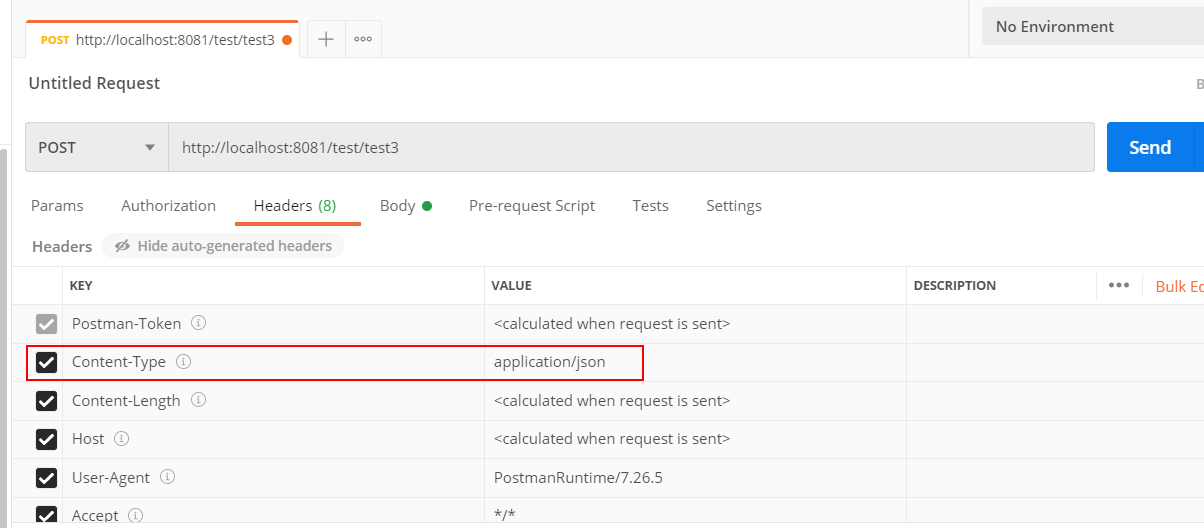 POST http://localhost:8081/test/test3
No Environment
Untitled Request
B
POST http://localhost:8081/test/test3 Send
Params Authorization Headers (8) Body Pre-request Script Tests Settings
Headers Hide auto-generated headers
KEY VALUE DESCRIPTION Bulk Ed
Postman-Token <calculated when request is sent>
Content-Type application/json
Content-Length <calculated when request is sent>
Host <calculated when request is sent>
User-Agent PostmanRuntime/7.26.5
Accept */*